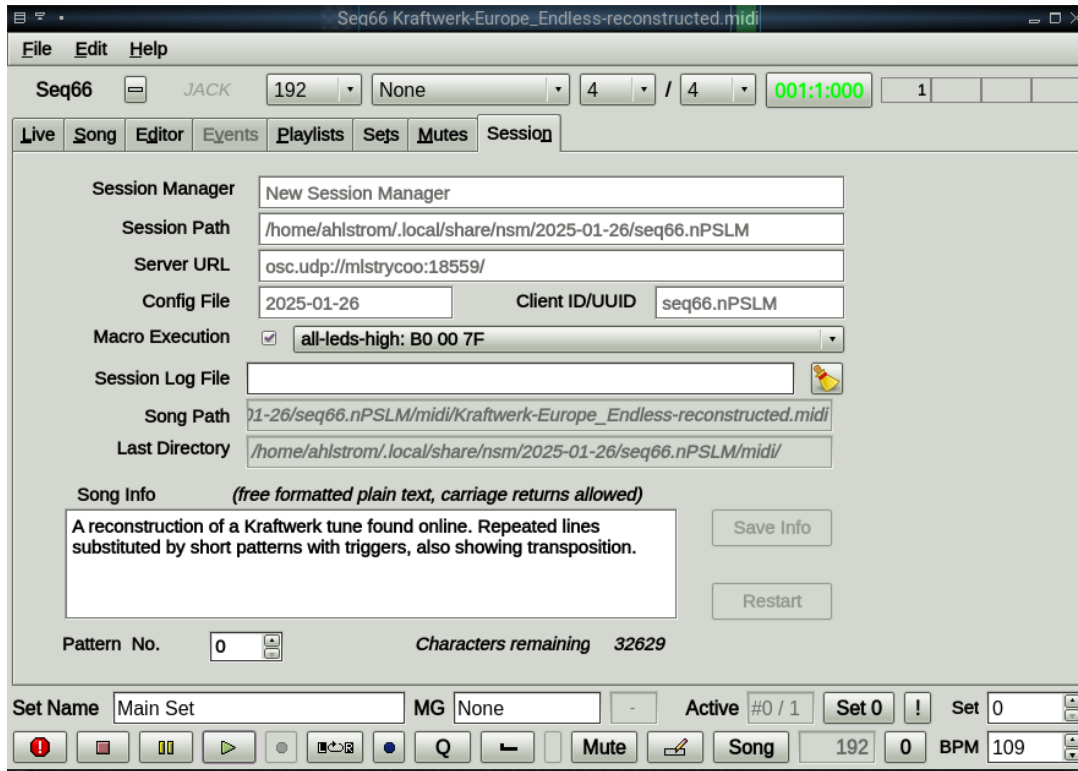 Seq66 Kraftwerk-Europe_Endless-reconstructed.midi
File Edit Help
Seq66 JACK 192 None 4 / 4 001:1:000 1
Live Song Editor Events Playlists Sets Mutes Session
Session Manager New Session Manager
Session Path /home/ahlstrom/.local/share/nsm/2025-01-26/seq66.nPSLM
Server URL osc.udp://mlstrycoo:18559/
Config File 2025-01-26 Client ID/UUID seq66.nPSLM
Macro Execution all-leds-high: B0 00 7F
Session Log File
Song Path 01-26/seq66.nPSLM/midi/Kraftwerk-Europe_Endless-reconstructed.midi
Last Directory /home/ahlstrom/.local/share/nsm/2025-01-26/seq66.nPSLM/midi/
Song Info (free formatted plain text, carriage returns allowed)
A reconstruction of a Kraftwerk tune found online. Repeated lines
substituted by short patterns with triggers, also showing transposition.
Save Info
Restart
Pattern No. 0 Characters remaining 32629
Set Name Main Set MG None - Active #0 / 1 Set 0 ! Set 0
Q Mute Song 192 0 BPM 109